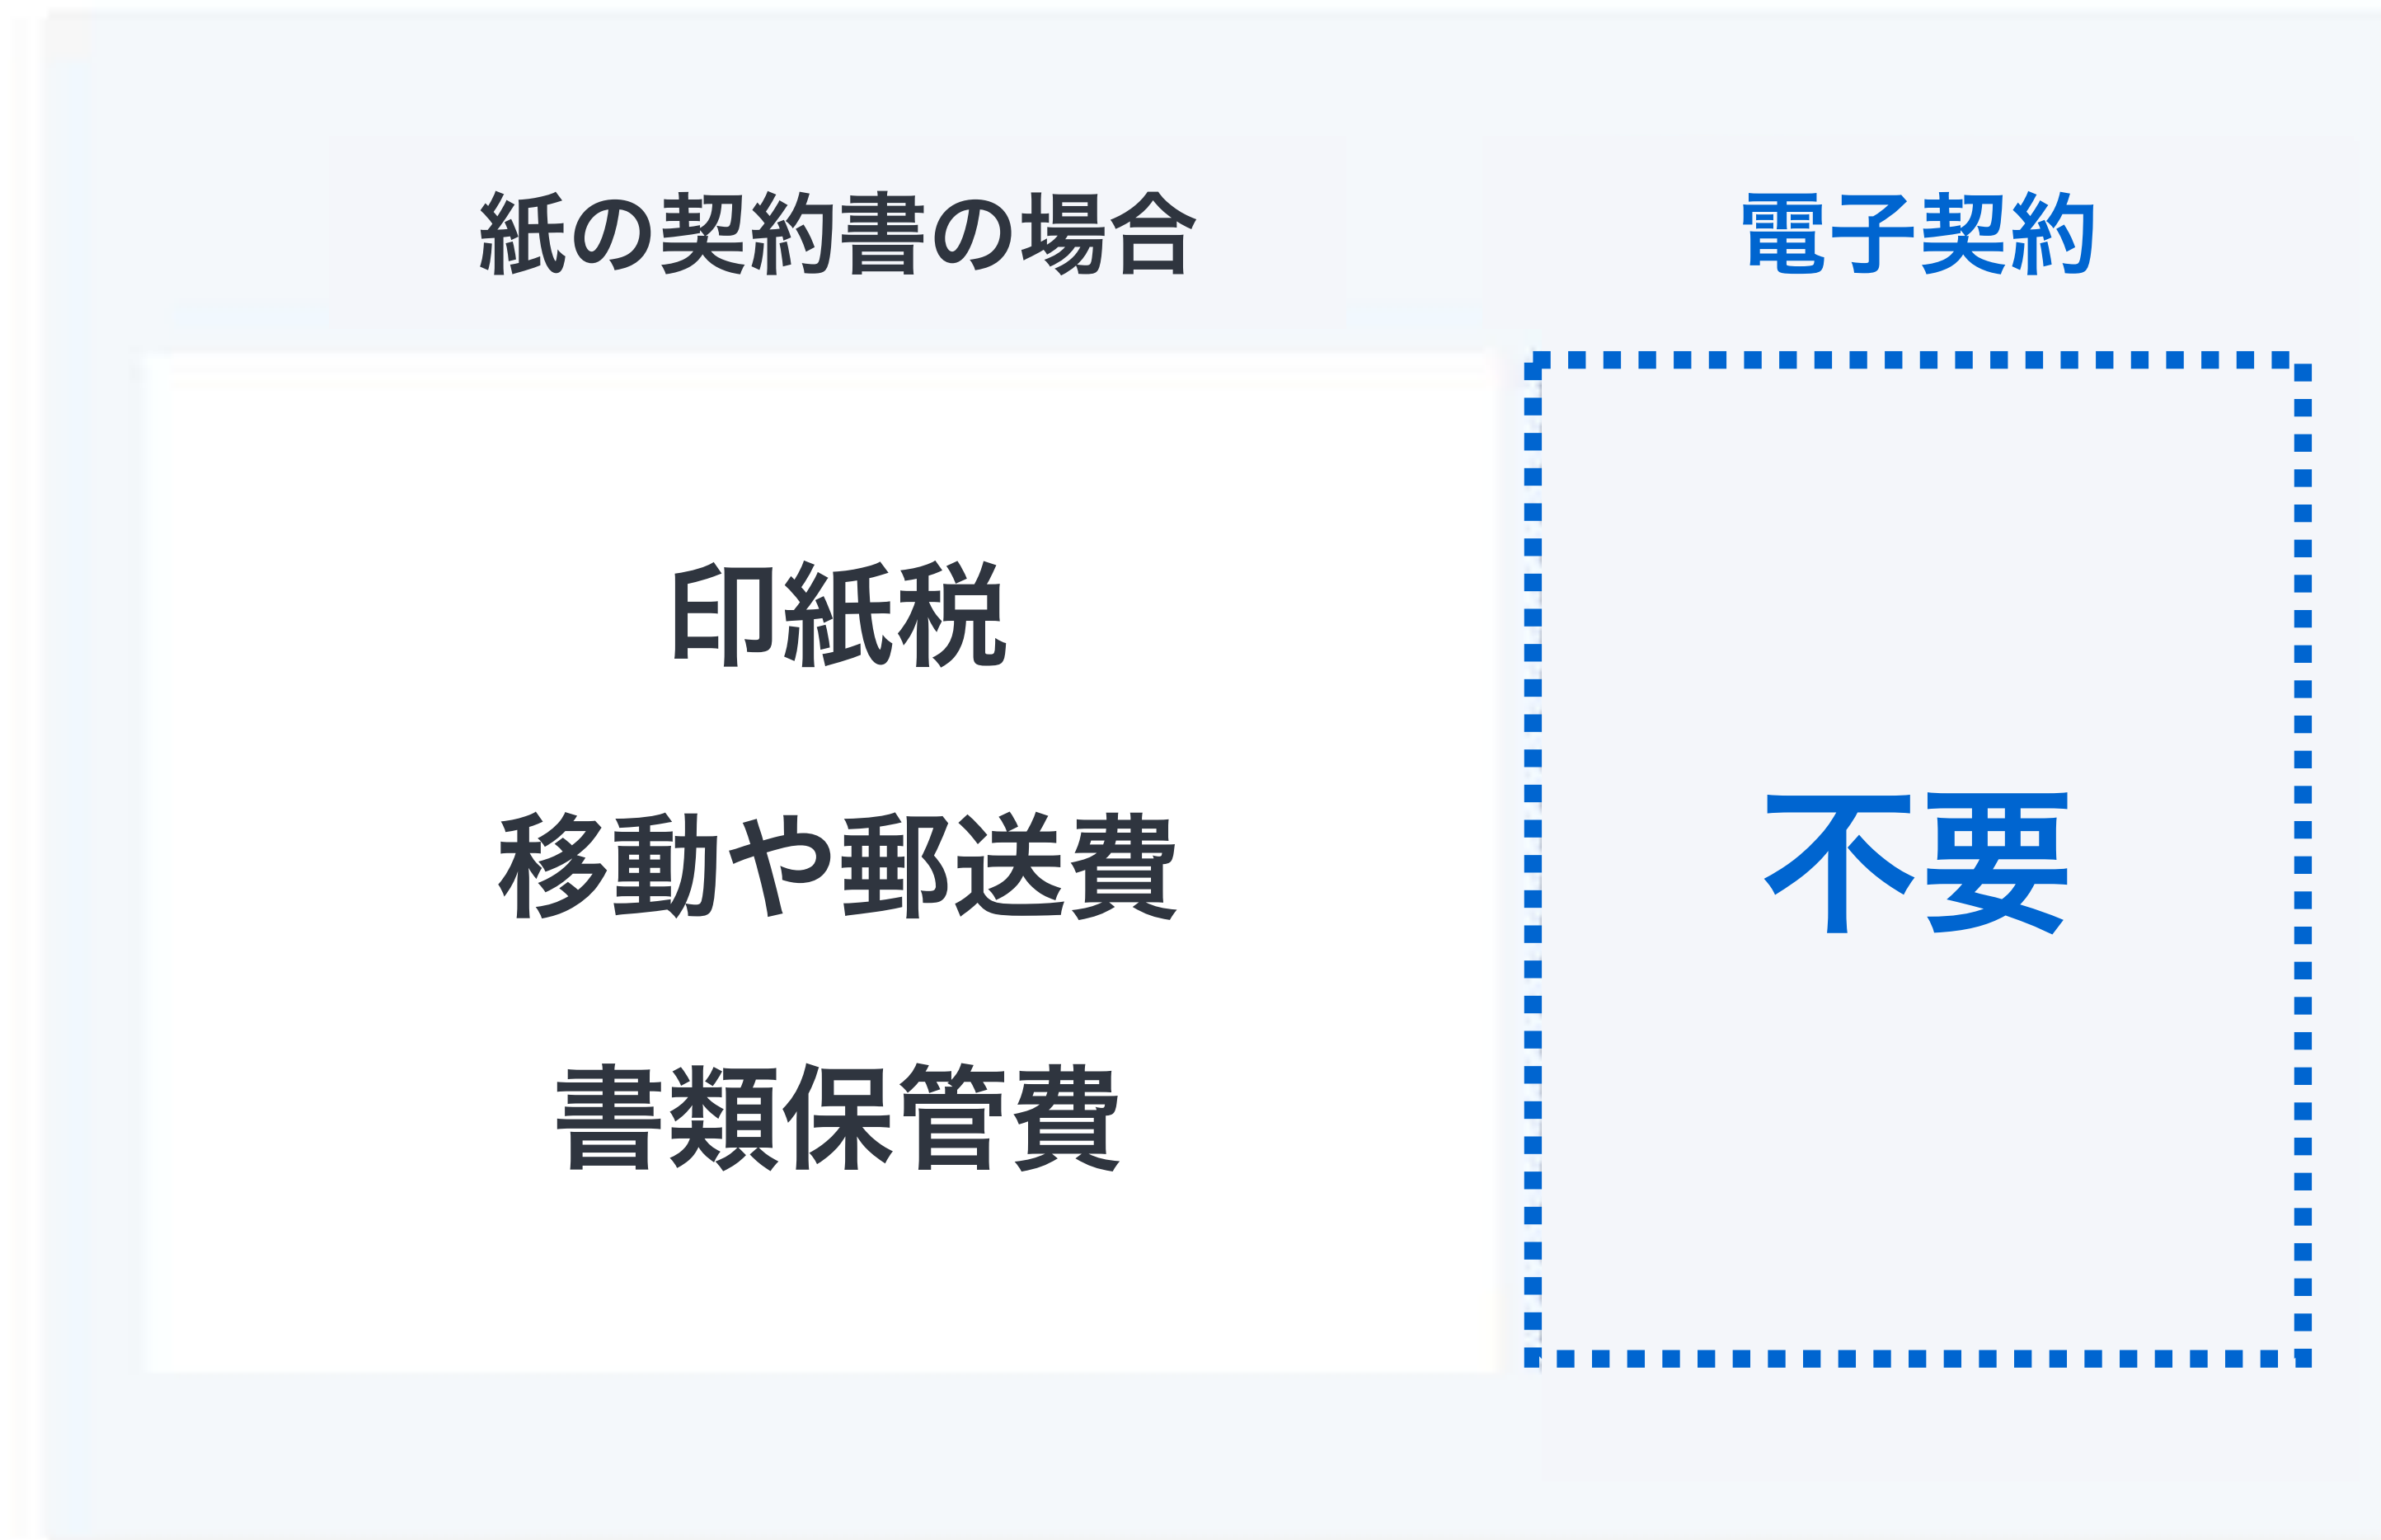 紙の契約書の場合
電子契約
印紙税
移動や郵送費
書類保管費
不要